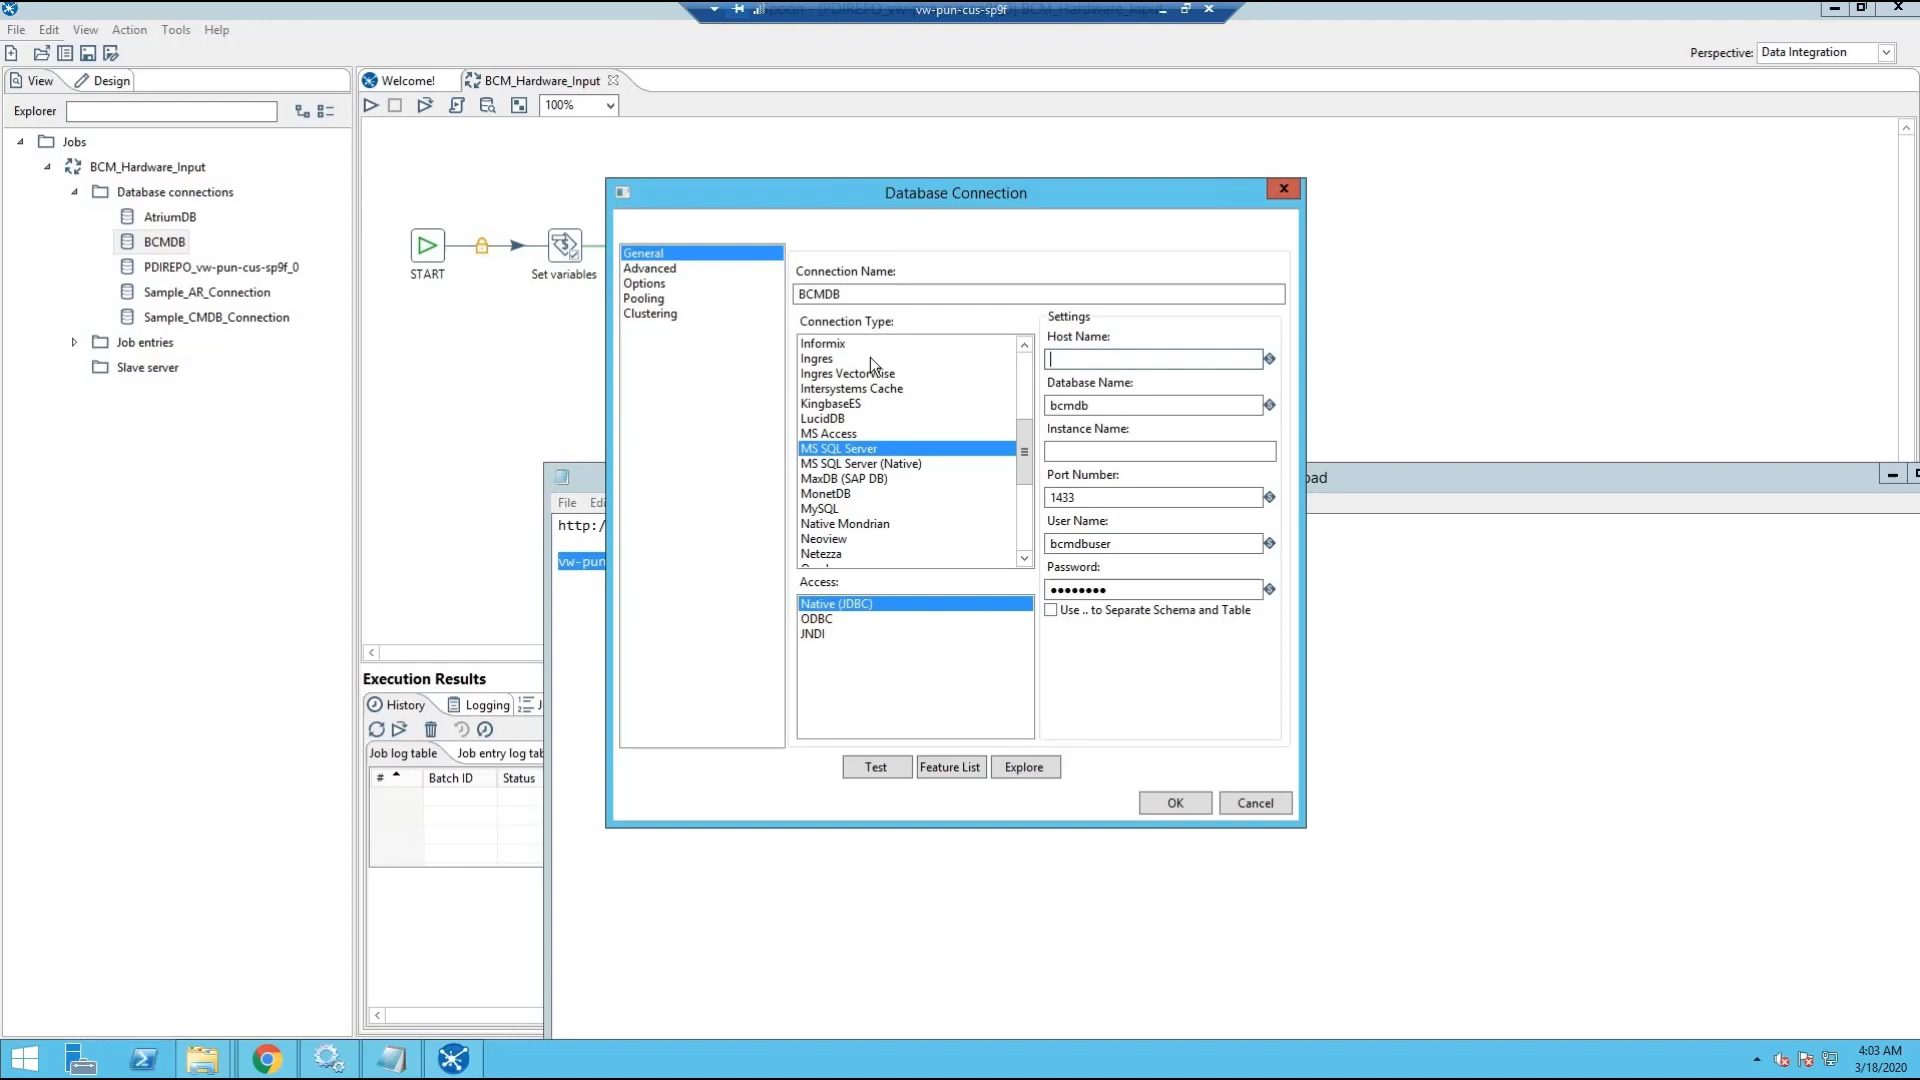 vw-pun-cus-sp9f
File Edit View Action Tools Help
Perspective: Data Integration
View Design
Welcome! BCM_Hardware_Input
Explorer
100%
Jobs
BCM_Hardware_Input
Database connections
AtriumDB
BCMDB
PDIREPO_vw-pun-cus-sp9f_0
Sample_AR_Connection
Sample_CMDB_Connection
Job entries
Slave server
START
Set variables
Database Connection
General
Advanced
Options
Pooling
Clustering
Connection Name:
BCMDB
Connection Type:
Informix
Ingres
Ingres VectorWise
Intersystems Cache
KingbaseES
LucidDB
MS Access
MS SQL Server
MS SQL Server (Native)
MaxDB (SAP DB)
MonetDB
MySQL
Native Mondrian
Neoview
Netezza
Access:
Native (JDBC)
ODBC
JNDI
Settings
Host Name:
Database Name:
bcmdb
Instance Name:
Port Number:
1433
User Name:
bcmdbuser
Password:
••••••••
Use .. to Separate Schema and Table
Test Feature List Explore
OK Cancel
pad
File Edi
http:/
vw-pun
Execution Results
History Logging J
Job log table Job entry log tab
# Batch ID Status
4:03 AM
3/18/2020